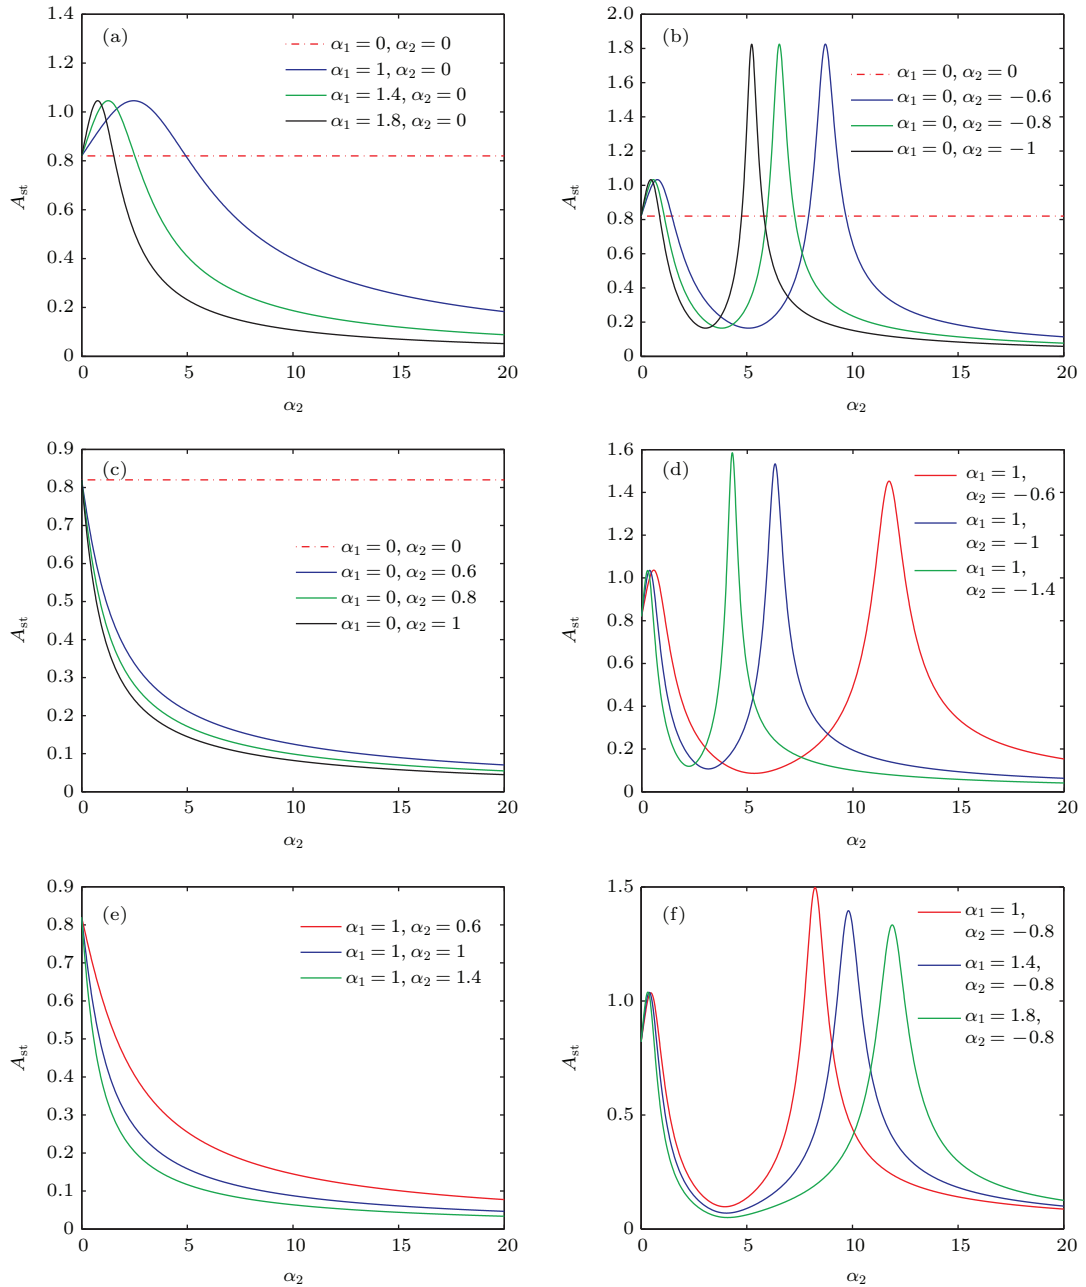 (a)
α₁ = 0, α₂ = 0
α₁ = 1, α₂ = 0
α₁ = 1.4, α₂ = 0
α₁ = 1.8, α₂ = 0
1.4
1.2
1.0
0.8
0.6
0.4
0.2
0
A_st
0 5 10 15 20
α₂
(b)
α₁ = 0, α₂ = 0
α₁ = 0, α₂ = −0.6
α₁ = 0, α₂ = −0.8
α₁ = 0, α₂ = −1
2.0
1.8
1.6
1.4
1.2
1.0
0.8
0.6
0.4
0.2
0
A_st
0 5 10 15 20
α₂
(c)
α₁ = 0, α₂ = 0
α₁ = 0, α₂ = 0.6
α₁ = 0, α₂ = 0.8
α₁ = 0, α₂ = 1
0.9
0.8
0.7
0.6
0.5
0.4
0.3
0.2
0.1
0
A_st
0 5 10 15 20
α₂
(d)
α₁ = 1,
α₂ = −0.6
α₁ = 1,
α₂ = −1
α₁ = 1,
α₂ = −1.4
1.6
1.4
1.2
1.0
0.8
0.6
0.4
0.2
0
A_st
0 5 10 15 20
α₂
(e)
α₁ = 1, α₂ = 0.6
α₁ = 1, α₂ = 1
α₁ = 1, α₂ = 1.4
0.9
0.8
0.7
0.6
0.5
0.4
0.3
0.2
0.1
0
A_st
0 5 10 15 20
α₂
(f)
α₁ = 1,
α₂ = −0.8
α₁ = 1.4,
α₂ = −0.8
α₁ = 1.8,
α₂ = −0.8
1.5
1.0
0.5
0
A_st
0 5 10 15 20
α₂